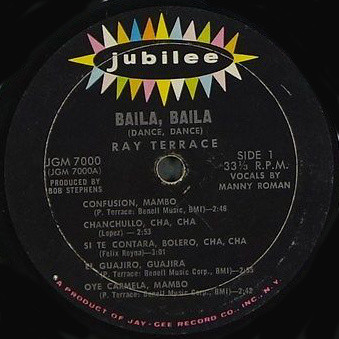 jubilee
BAILA, BAILA
(DANCE, DANCE)
RAY TERRACE
JGM 7000
(JGM 7000A)
PRODUCED BY
BOB STEPHENS
SIDE 1
33⅓ R.P.M.
VOCALS BY
MANNY ROMAN
CONFUSION, MAMBO
(P. Terrace: Benell Music, BMI)—2:46
CHANCHULLO, CHA, CHA
(Lopez) — 2:53
SI TE CONTARA, BOLERO, CHA, CHA
(Felix Reyna)—3:01
EL GUAJIRO, GUAJIRA
(P. Terrace: Benell Music Corp., BMI)—2:55
OYE CARMELA, MAMBO
(P. Terrace: Benell Music Corp., BMI)—2:42
A PRODUCT OF JAY-GEE RECORD CO., INC., N.Y.